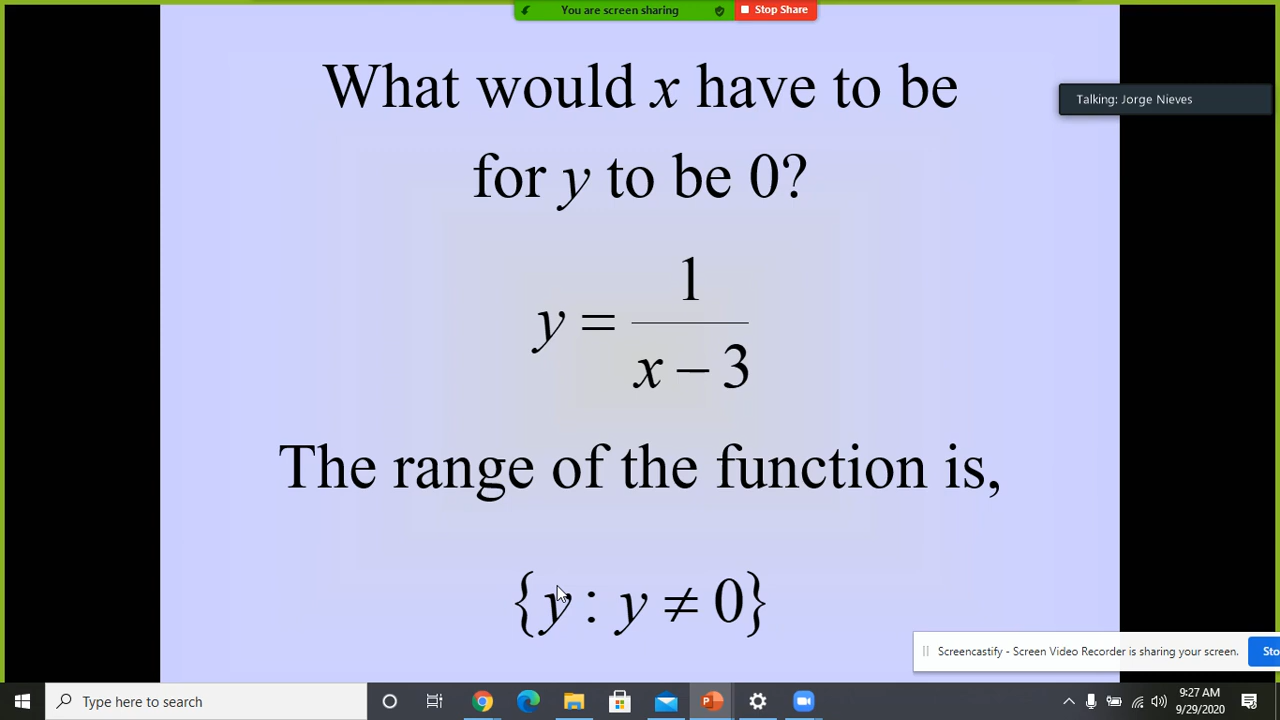 You are screen sharing
Stop Share
What would x have to be
Talking: Jorge Nieves
for y to be 0?
y = 1/(x − 3)
The range of the function is,
{y : y ≠ 0}
Screencastify - Screen Video Recorder is sharing your screen.
Sto
Type here to search
9:27 AM
9/29/2020